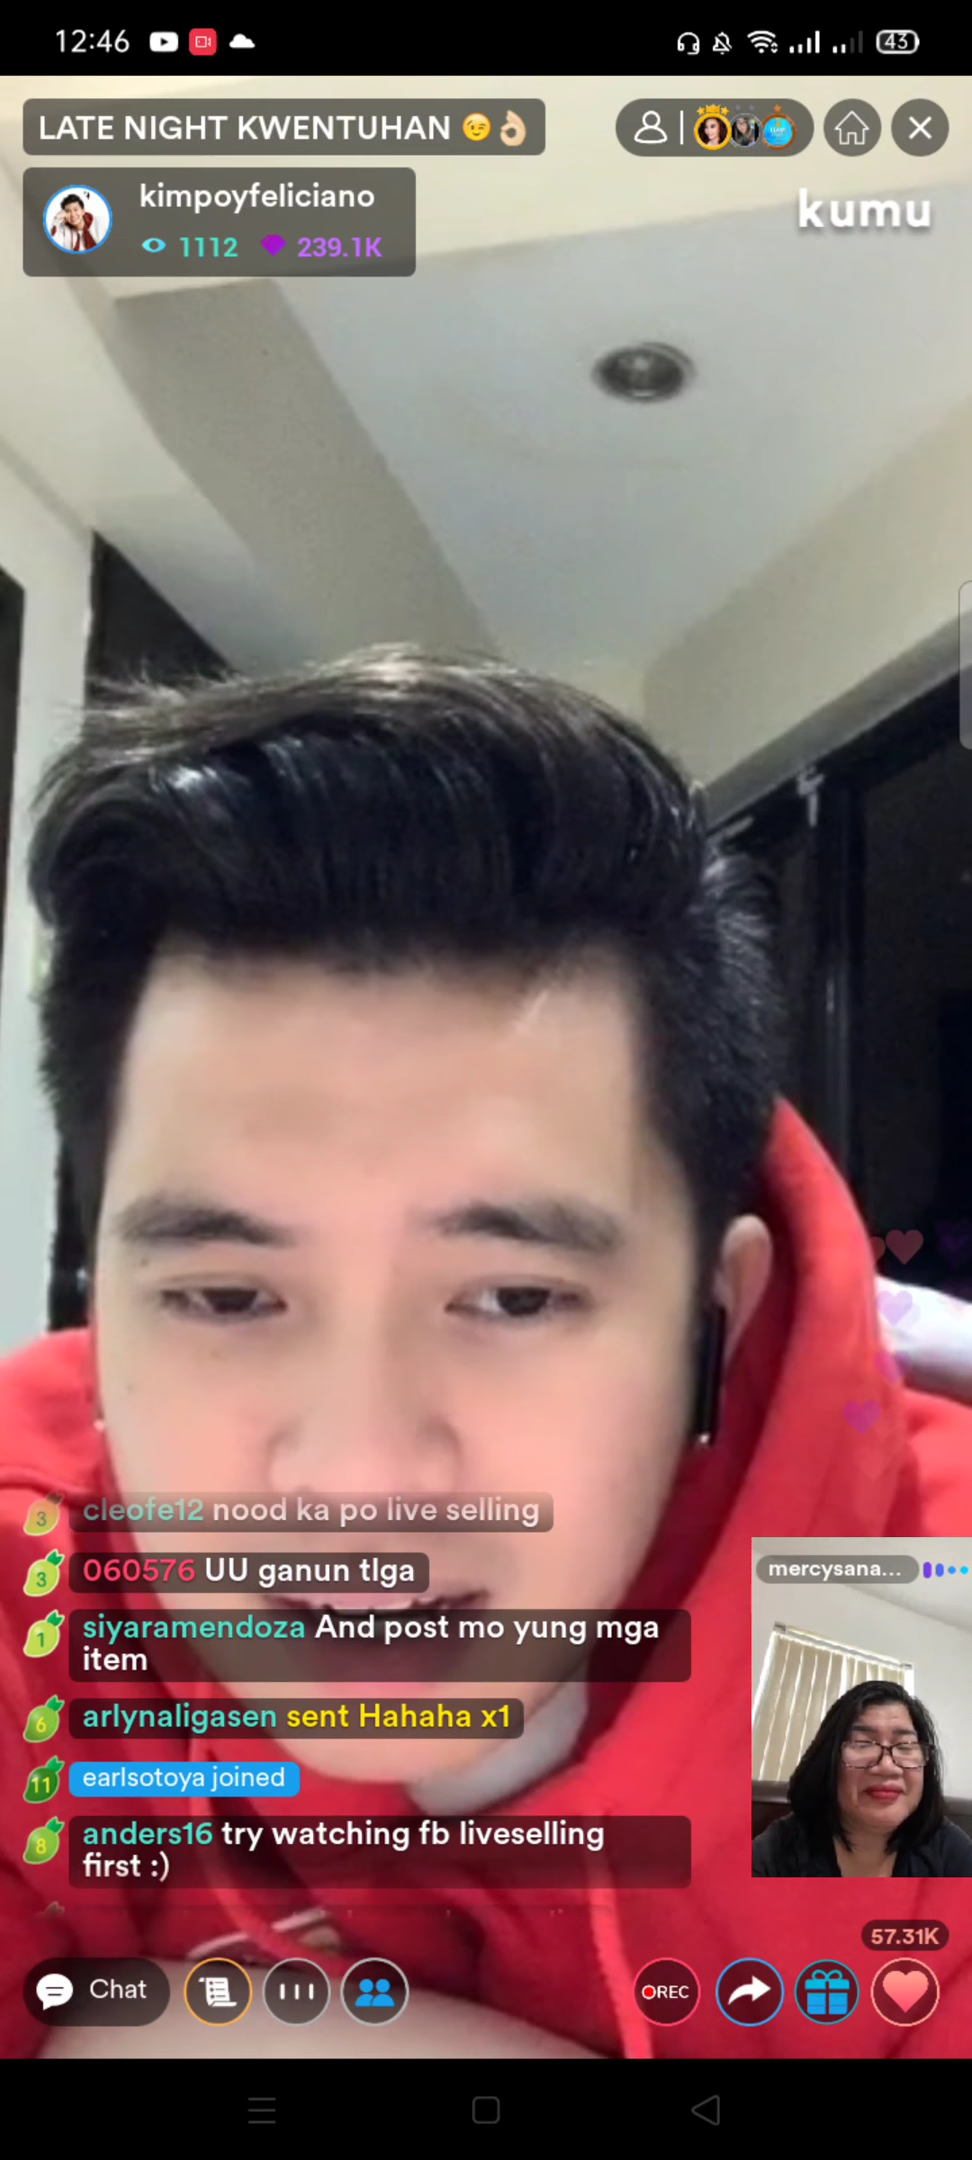 12:46
43
LATE NIGHT KWENTUHAN 😉👌🏼
kimpoyfeliciano
1112 239.1K
kumu
cleofe12 nood ka po live selling
3
060576 UU ganun tlga
3
siyaramendoza And post mo yung mga
item
1
arlynaligasen sent Hahaha x1
6
earlsotoya joined
11
anders16 try watching fb liveselling
first :)
8
mercysana...
57.31K
Chat
REC